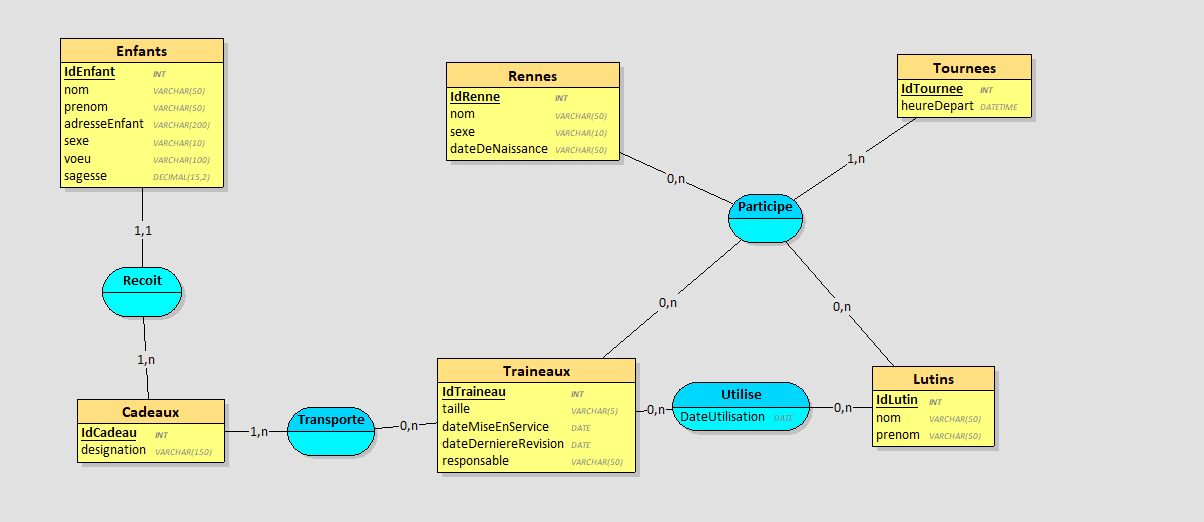 Enfants
IdEnfant INT
nom VARCHAR(50)
prenom VARCHAR(50)
adresseEnfant VARCHAR(200)
sexe VARCHAR(10)
voeu VARCHAR(100)
sagesse DECIMAL(15,2)
Rennes
IdRenne INT
nom VARCHAR(50)
sexe VARCHAR(10)
dateDeNaissance VARCHAR(50)
Tournees
IdTournee INT
heureDepart DATETIME
1,n
0,n
Participe
1,1
Recoit
0,n
0,n
1,n
Cadeaux
IdCadeau INT
designation VARCHAR(150)
1,n
Transporte
0,n
Traineaux
IdTraineau INT
taille VARCHAR(5)
dateMiseEnService DATE
dateDerniereRevision DATE
responsable VARCHAR(50)
0,n
Utilise
DateUtilisation DATE
0,n
Lutins
IdLutin INT
nom VARCHAR(50)
prenom VARCHAR(50)